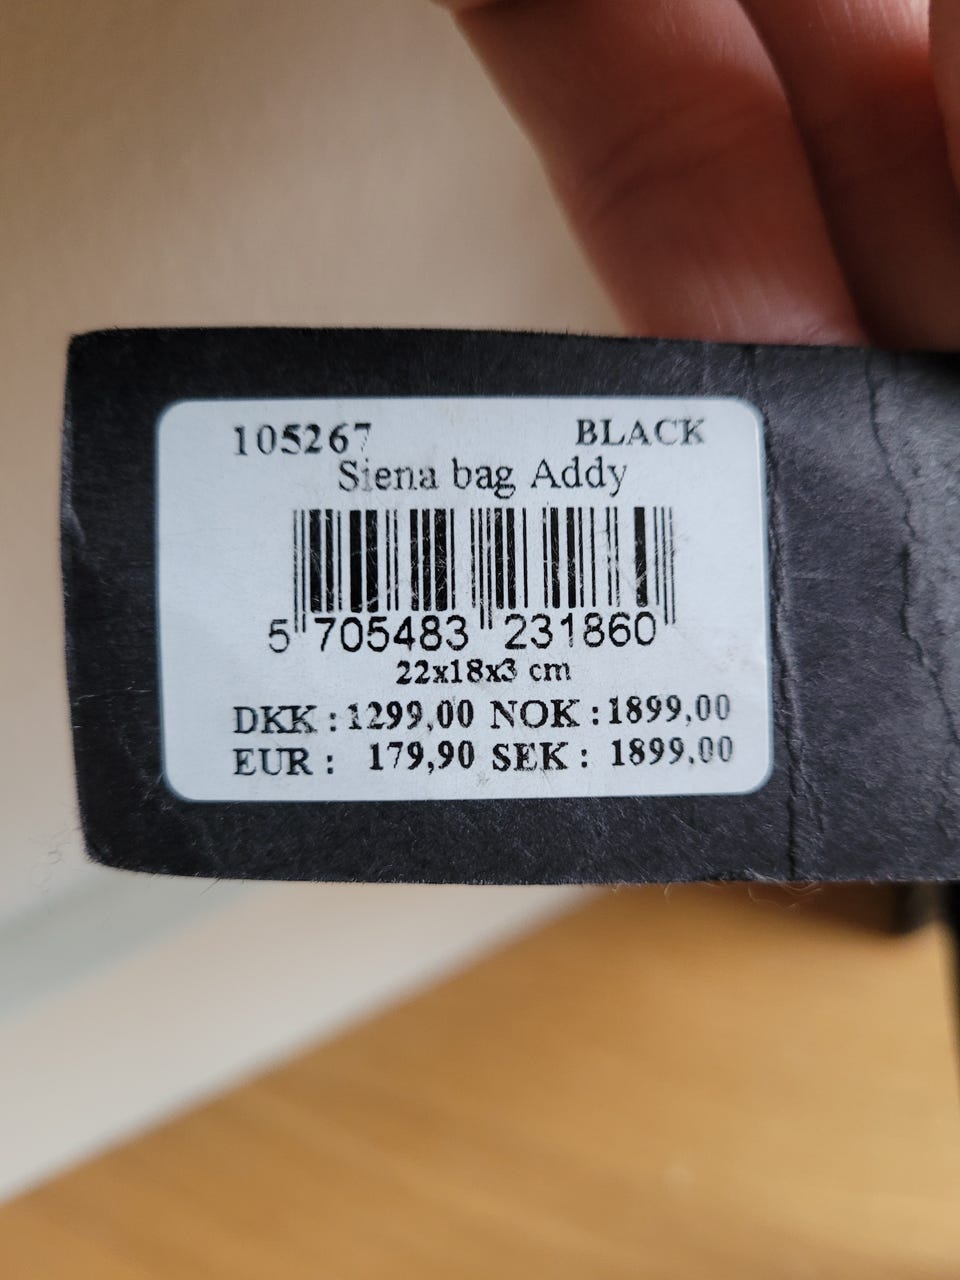 105267 BLACK
Siena bag Addy
5 705483 231860
22x18x3 cm
DKK : 1299,00 NOK : 1899,00
EUR : 179,90 SEK : 1899,00